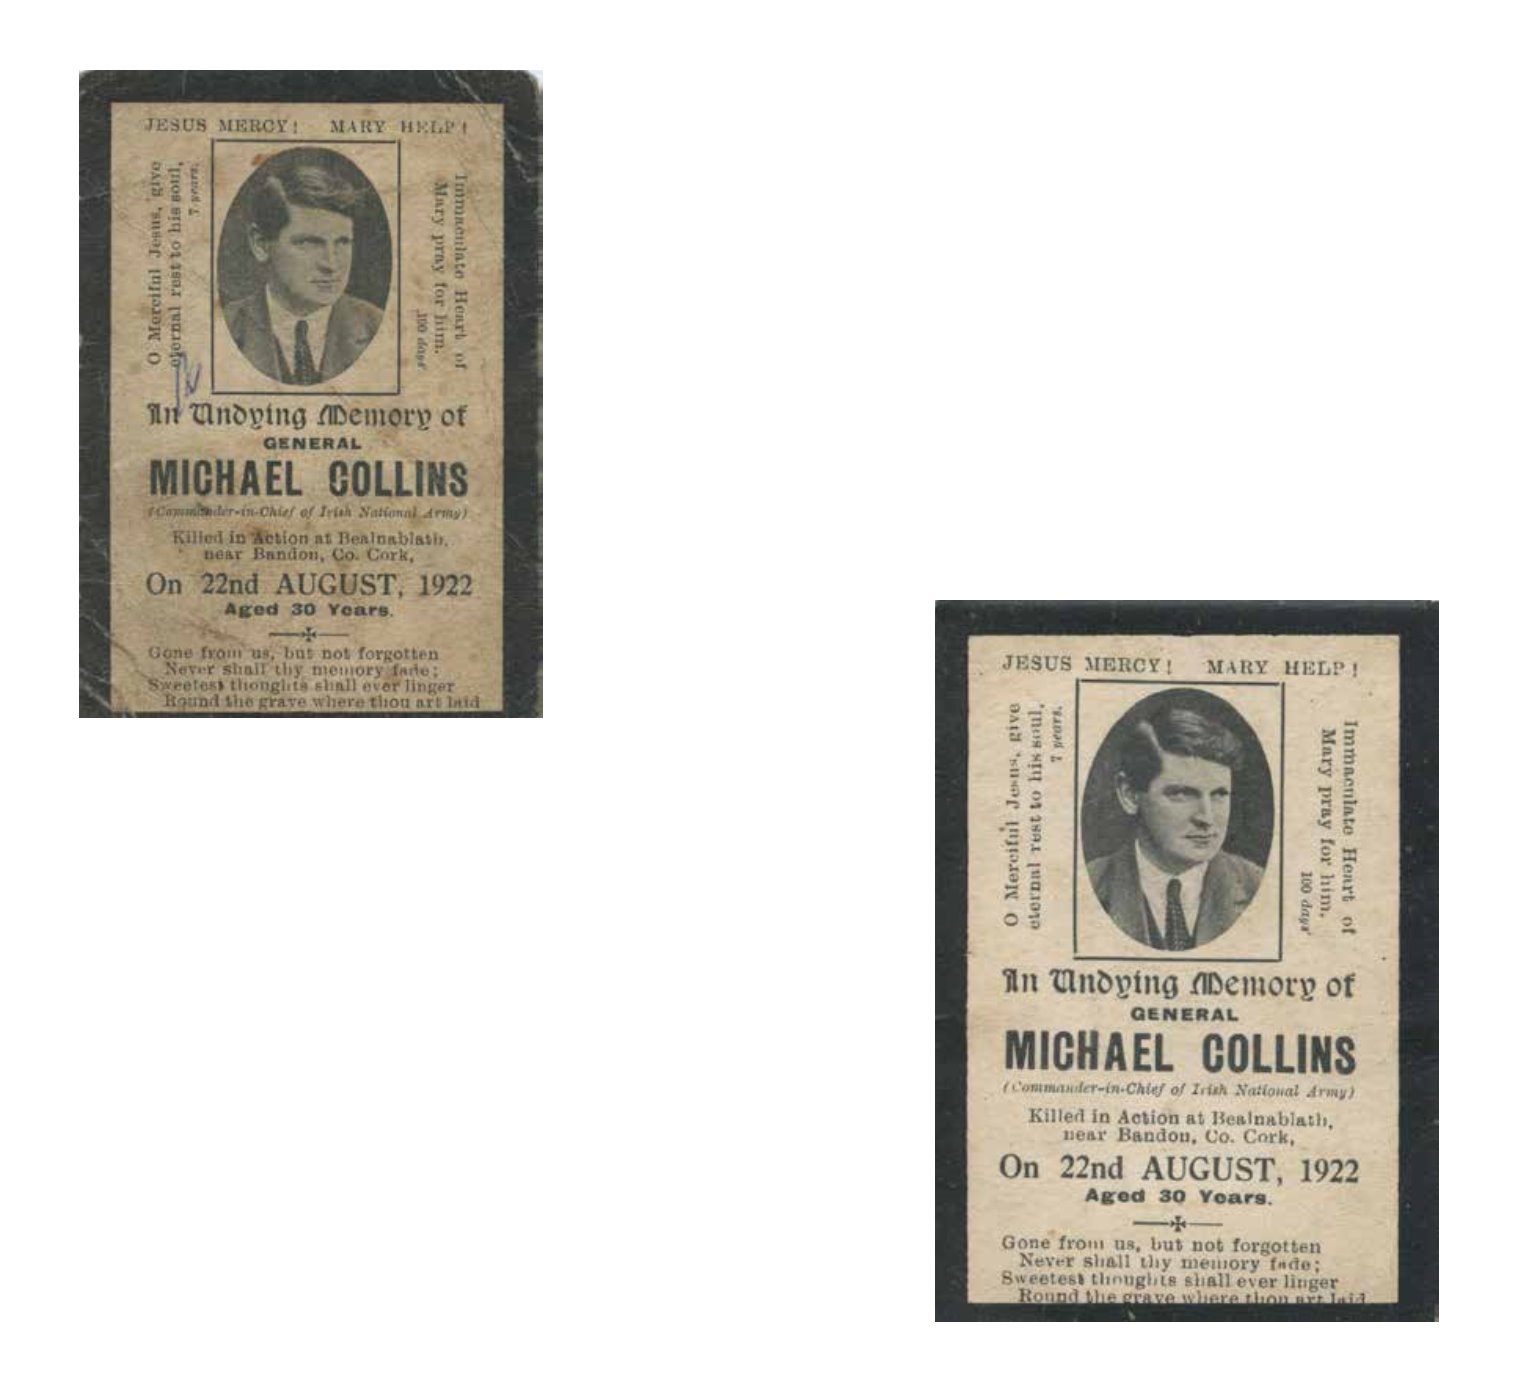 JESUS MERCY! MARY HELP!
O Merciful Jesus, give
eternal rest to his soul,
7 years.
Immaculate Heart of
Mary pray for him.
100 days
In Undying Memory of
GENERAL
MICHAEL COLLINS
(Commander-in-Chief of Irish National Army)
Killed in Action at Bealnablath,
near Bandon, Co. Cork,
On 22nd AUGUST, 1922
Aged 30 Years.
Gone from us, but not forgotten
Never shall thy memory fade;
Sweetest thoughts shall ever linger
Round the grave where thou art laid
JESUS MERCY! MARY HELP!
O Merciful Jesus, give
eternal rest to his soul,
7 years.
Immaculate Heart of
Mary pray for him.
100 days
In Undying Memory of
GENERAL
MICHAEL COLLINS
(Commander-in-Chief of Irish National Army)
Killed in Action at Bealnablath,
near Bandon, Co. Cork,
On 22nd AUGUST, 1922
Aged 30 Years.
Gone from us, but not forgotten
Never shall thy memory fade;
Sweetest thoughts shall ever linger
Round the grave where thou art laid